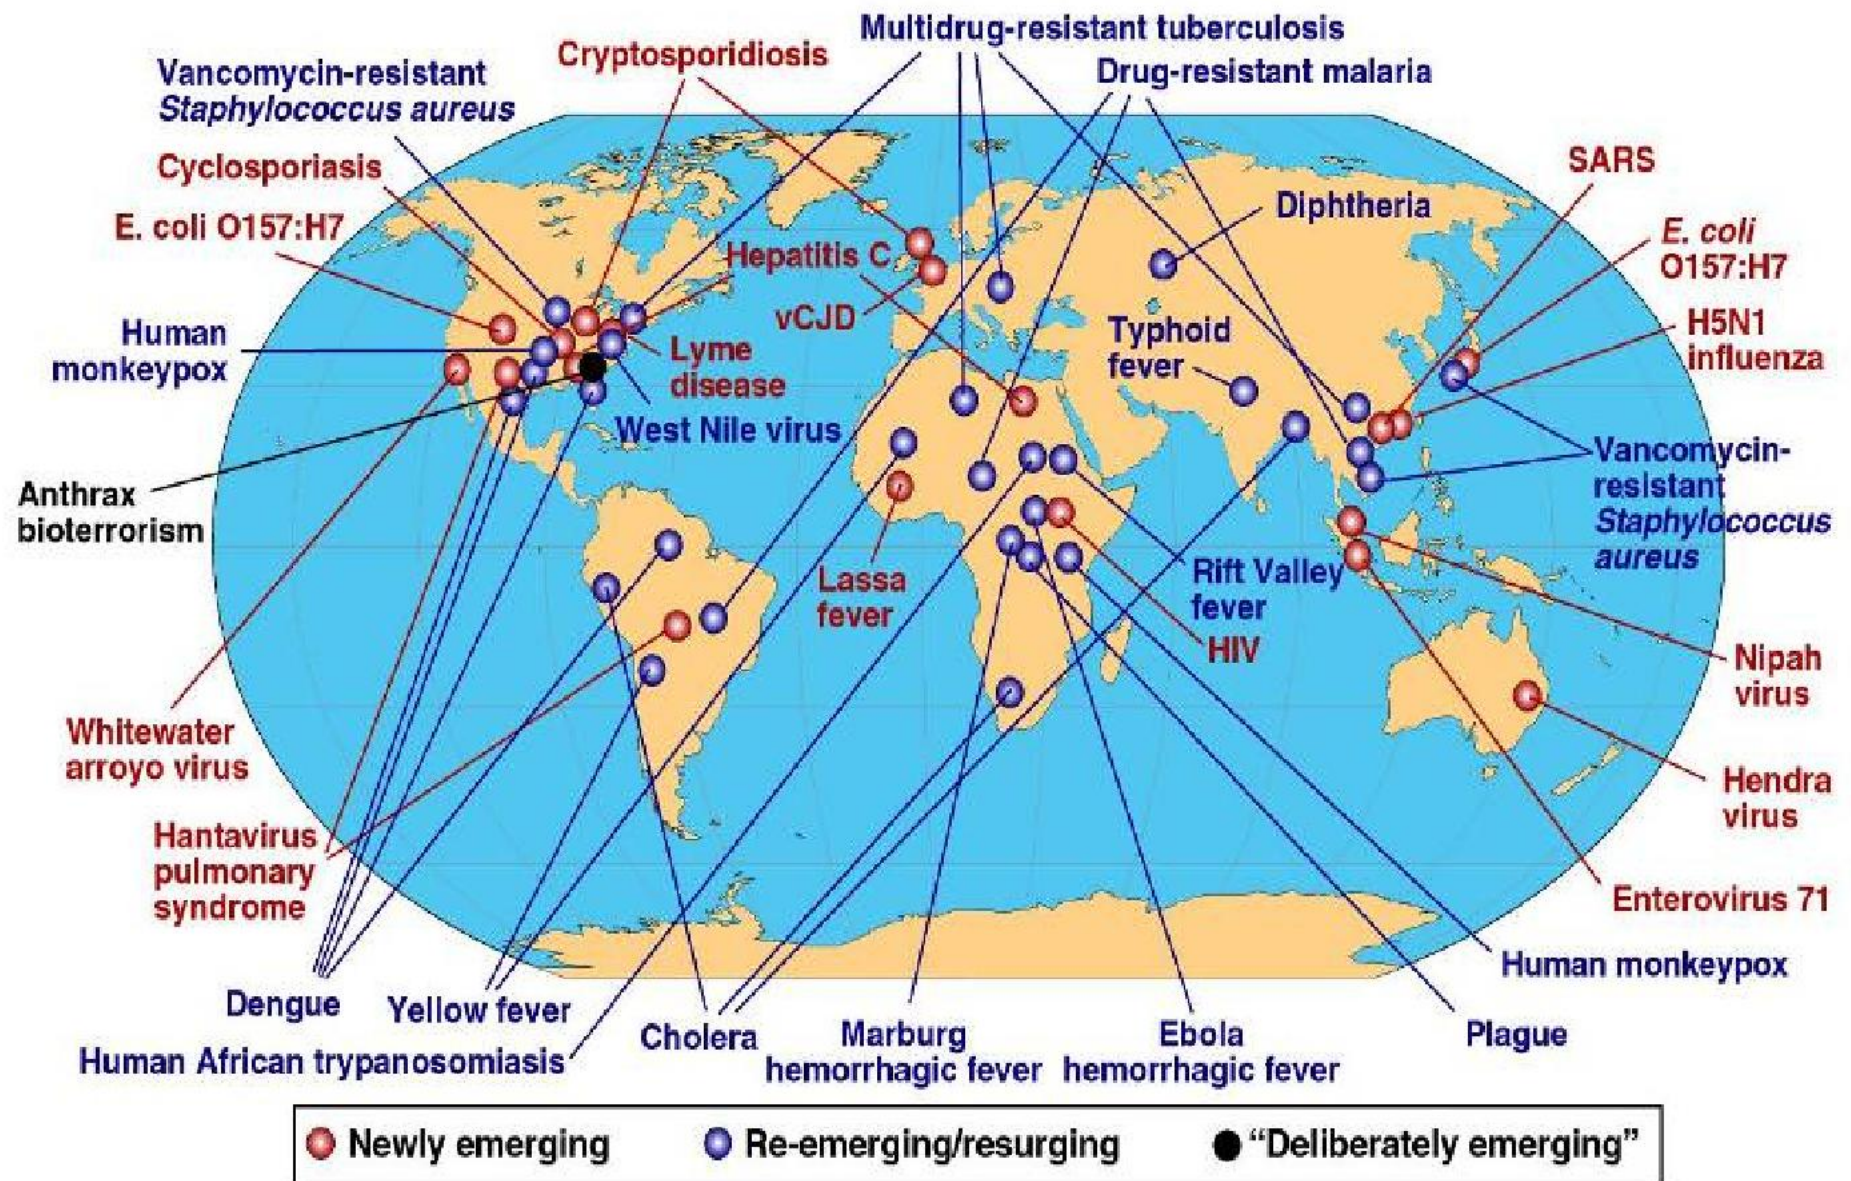 Multidrug-resistant tuberculosis
Cryptosporidiosis
Drug-resistant malaria
Vancomycin-resistant
Staphylococcus aureus
Cyclosporiasis
SARS
Diphtheria
E. coli O157:H7
E. coli
O157:H7
Hepatitis C
vCJD
H5N1
influenza
Typhoid
fever
Human
monkeypox
Lyme
disease
West Nile virus
Vancomycin-
resistant
Staphylococcus
aureus
Anthrax
bioterrorism
Lassa
fever
Rift Valley
fever
HIV
Nipah
virus
Whitewater
arroyo virus
Hendra
virus
Hantavirus
pulmonary
syndrome
Enterovirus 71
Human monkeypox
Dengue
Yellow fever
Cholera
Marburg
hemorrhagic fever
Ebola
hemorrhagic fever
Plague
Human African trypanosomiasis
Newly emerging
Re-emerging/resurging
“Deliberately emerging”